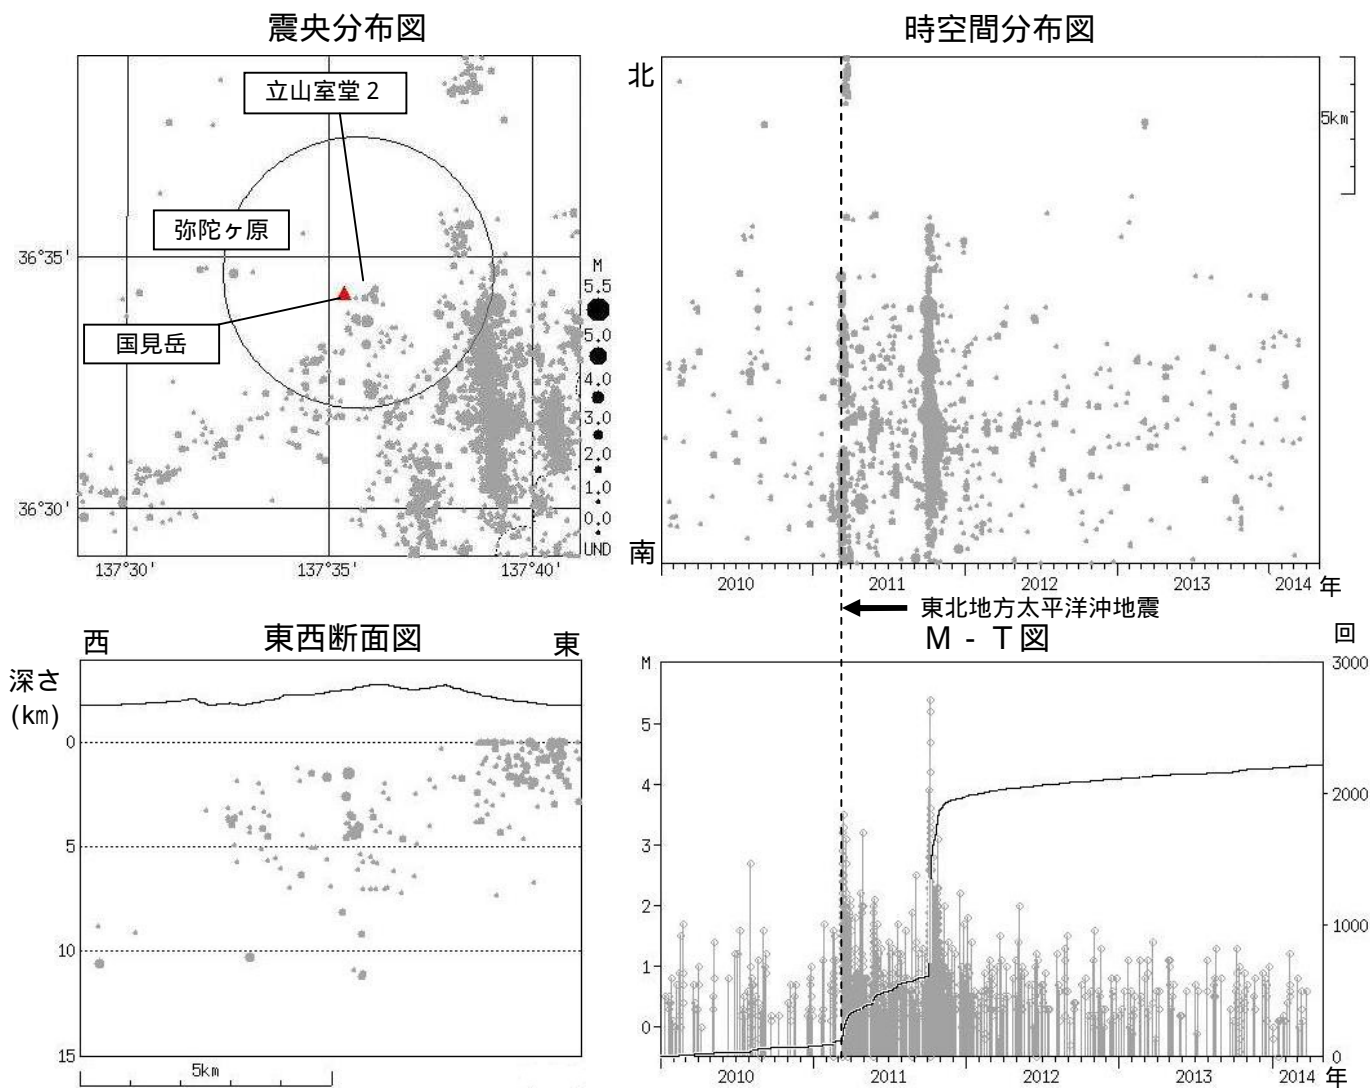 震央分布図
立山室堂 2
弥陀ヶ原
国見岳
36°35'
36°30'
137°30'
137°35'
137°40'
M
5.5
5.0
4.0
3.0
2.0
1.0
0.0
UND
時空間分布図
北
南
5km
2010
2011
2012
2013
2014 年
東北地方太平洋沖地震
東西断面図
西
東
深さ
(km)
0
5
10
15
5km
M - T図
回
M
5
4
3
2
1
0
3000
2000
1000
0
2010
2011
2012
2013
2014 年